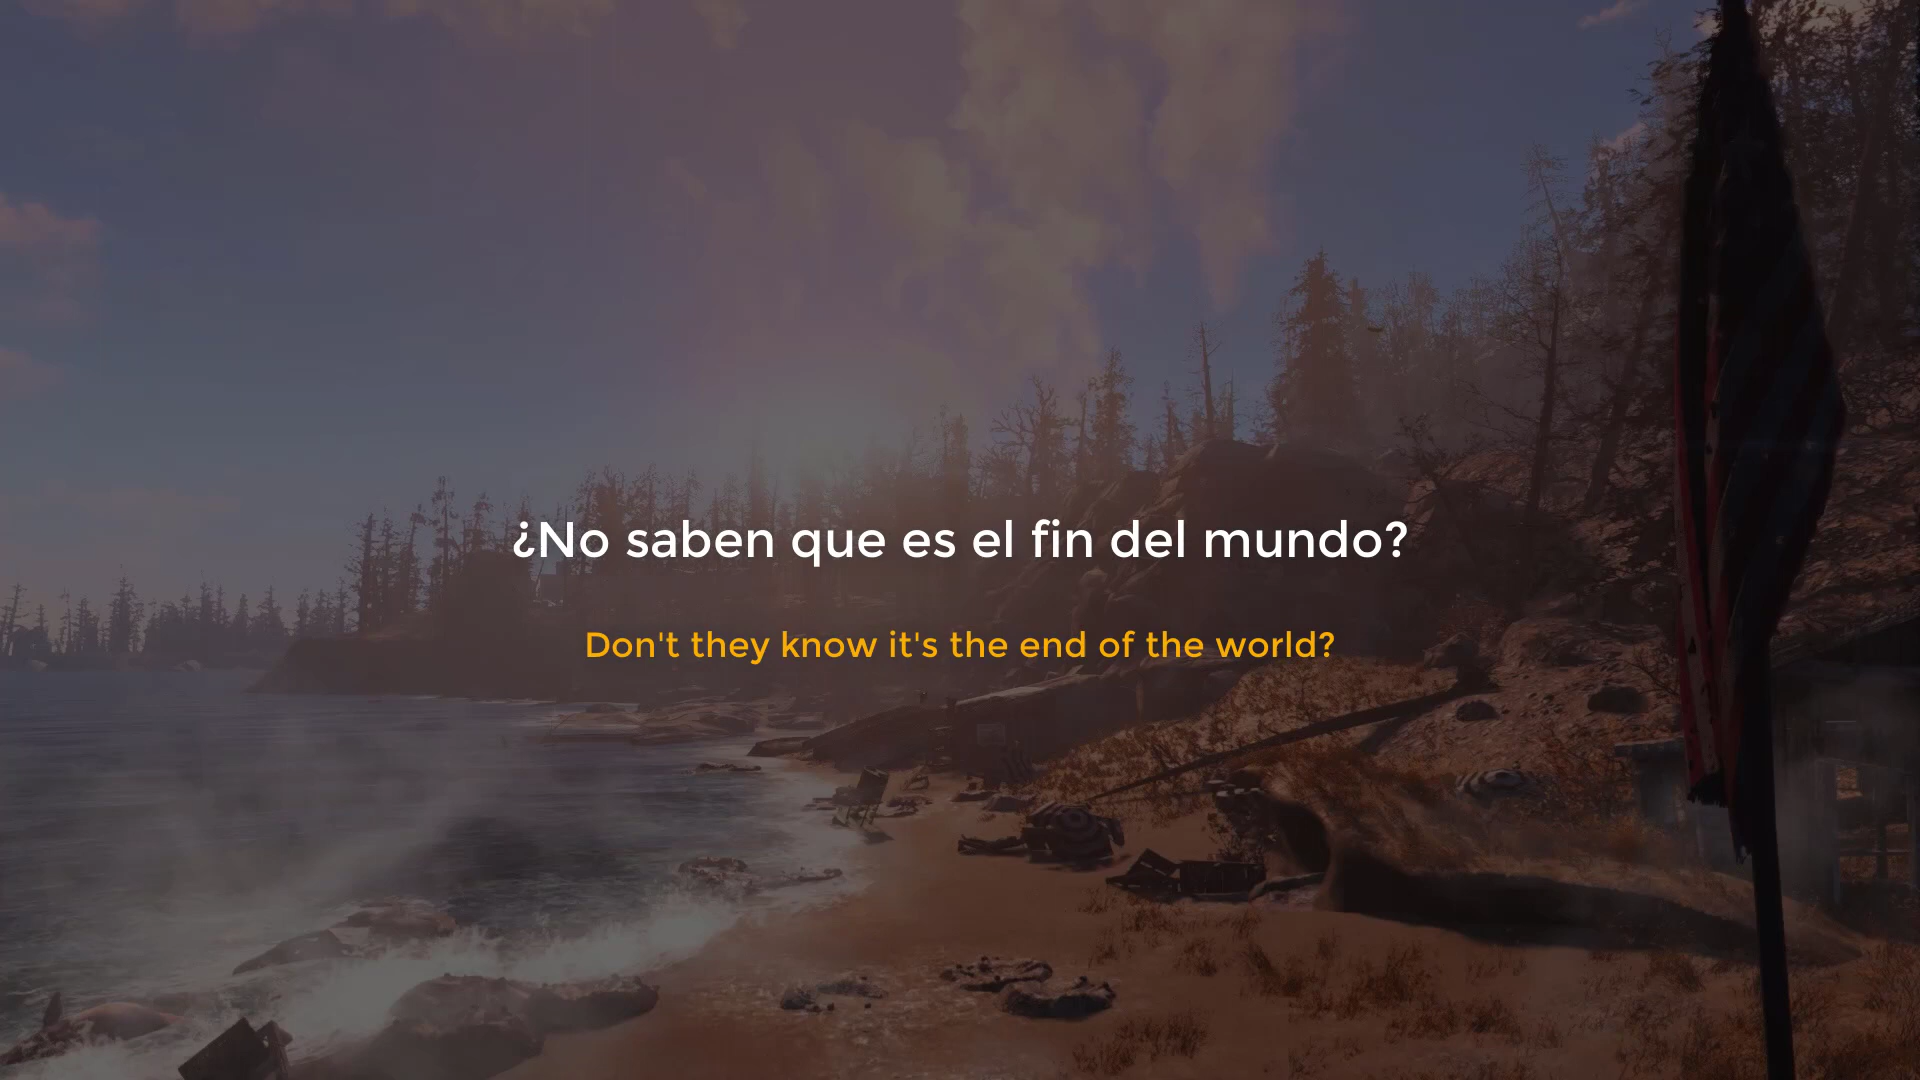 ¿No saben que es el fin del mundo?
Don't they know it's the end of the world?